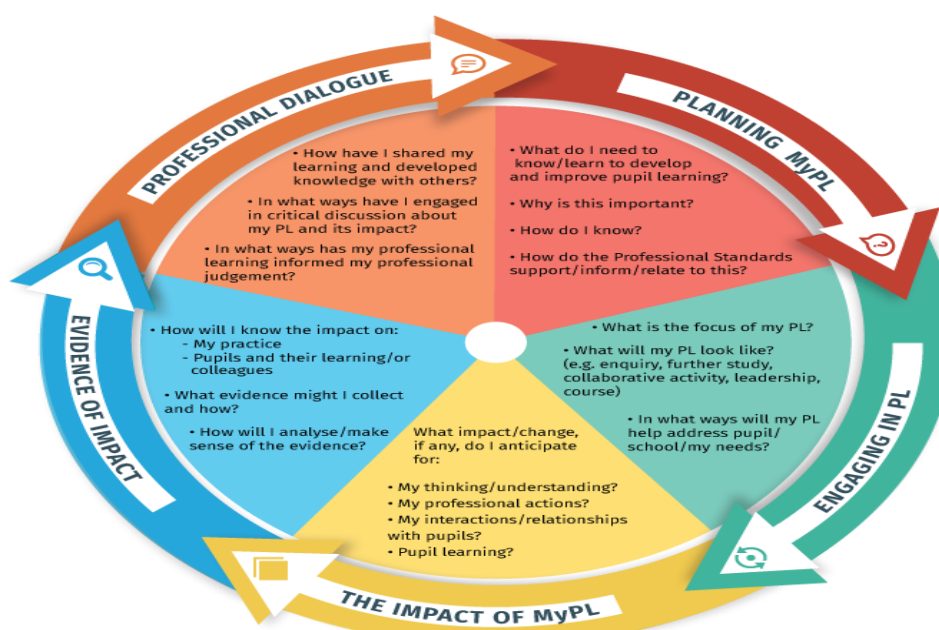 PROFESSIONAL DIALOGUE
• How have I shared my
learning and developed
knowledge with others?
• In what ways have I engaged
in critical discussion about
my PL and its impact?
• In what ways has my professional
learning informed my professional
judgement?
PLANNING MyPL
• What do I need to
know/learn to develop
and improve pupil learning?
• Why is this important?
• How do I know?
• How do the Professional Standards
support/inform/relate to this?
?
ENGAGING IN PL
• What is the focus of my PL?
• What will my PL look like?
(e.g. enquiry, further study,
collaborative activity, leadership,
course)
• In what ways will my PL
help address pupil/
school/my needs?
THE IMPACT OF MyPL
What impact/change,
if any, do I anticipate
for:
• My thinking/understanding?
• My professional actions?
• My interactions/relationships
with pupils?
• Pupil learning?
EVIDENCE OF IMPACT
• How will I know the impact on:
- My practice
- Pupils and their learning/or
colleagues
• What evidence might I collect
and how?
• How will I analyse/make
sense of the evidence?